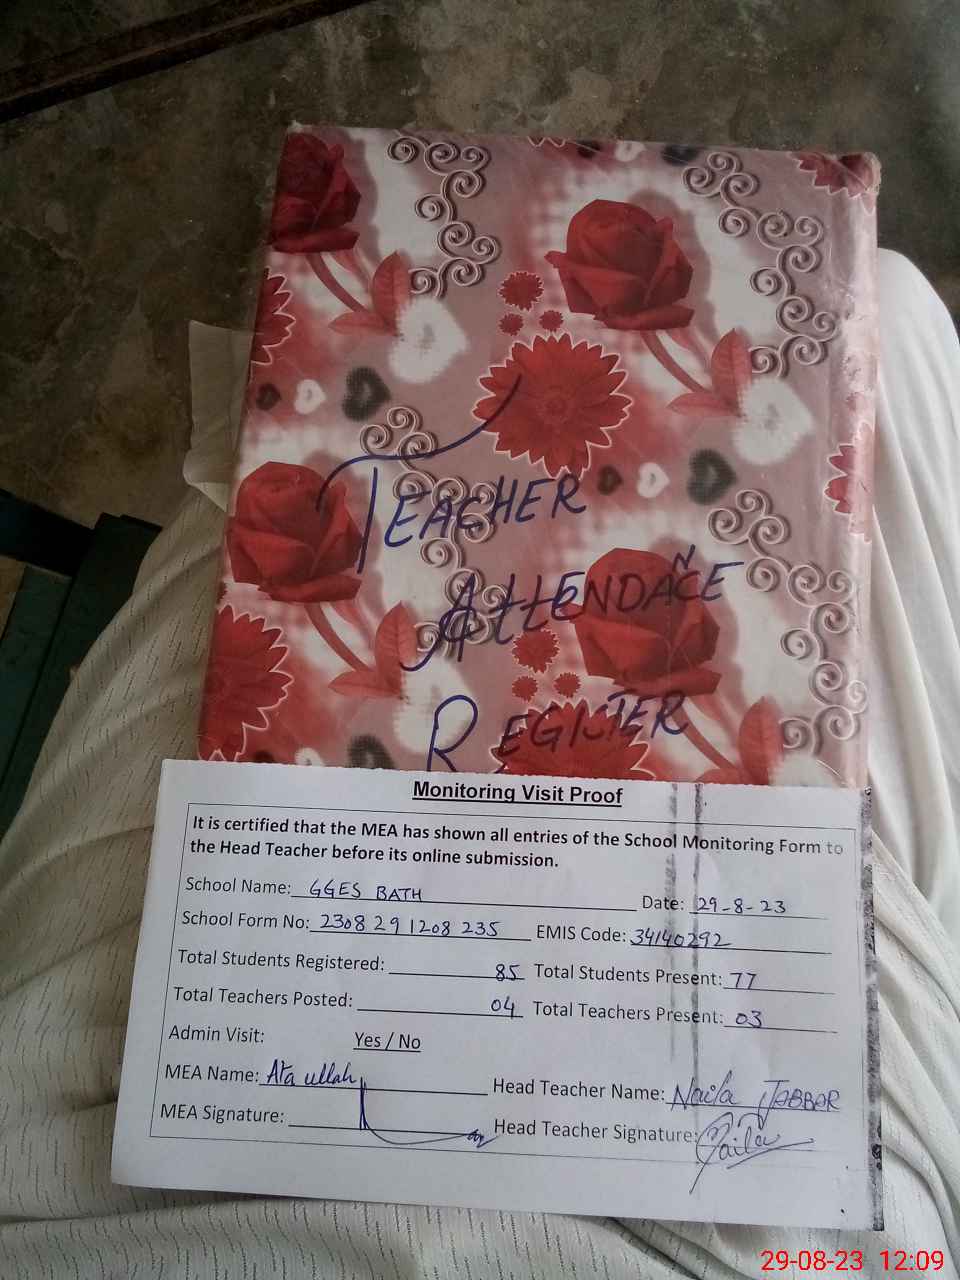 TEACHER
AttENDAŇCE
REGISTER
Monitoring Visit Proof
It is certified that the MEA has shown all entries of the School Monitoring Form to
the Head Teacher before its online submission.
School Name: GGES BATH Date: 29-8-23
School Form No: 2308 29 1208 235 EMIS Code: 34140292
Total Students Registered: 85 Total Students Present: 77
Total Teachers Posted: 04 Total Teachers Present: 03
Admin Visit: Yes / No
MEA Name: Ata ullah Head Teacher Name: Naila JABBAR
MEA Signature: Head Teacher Signature: Naila
29-08-23 12:09